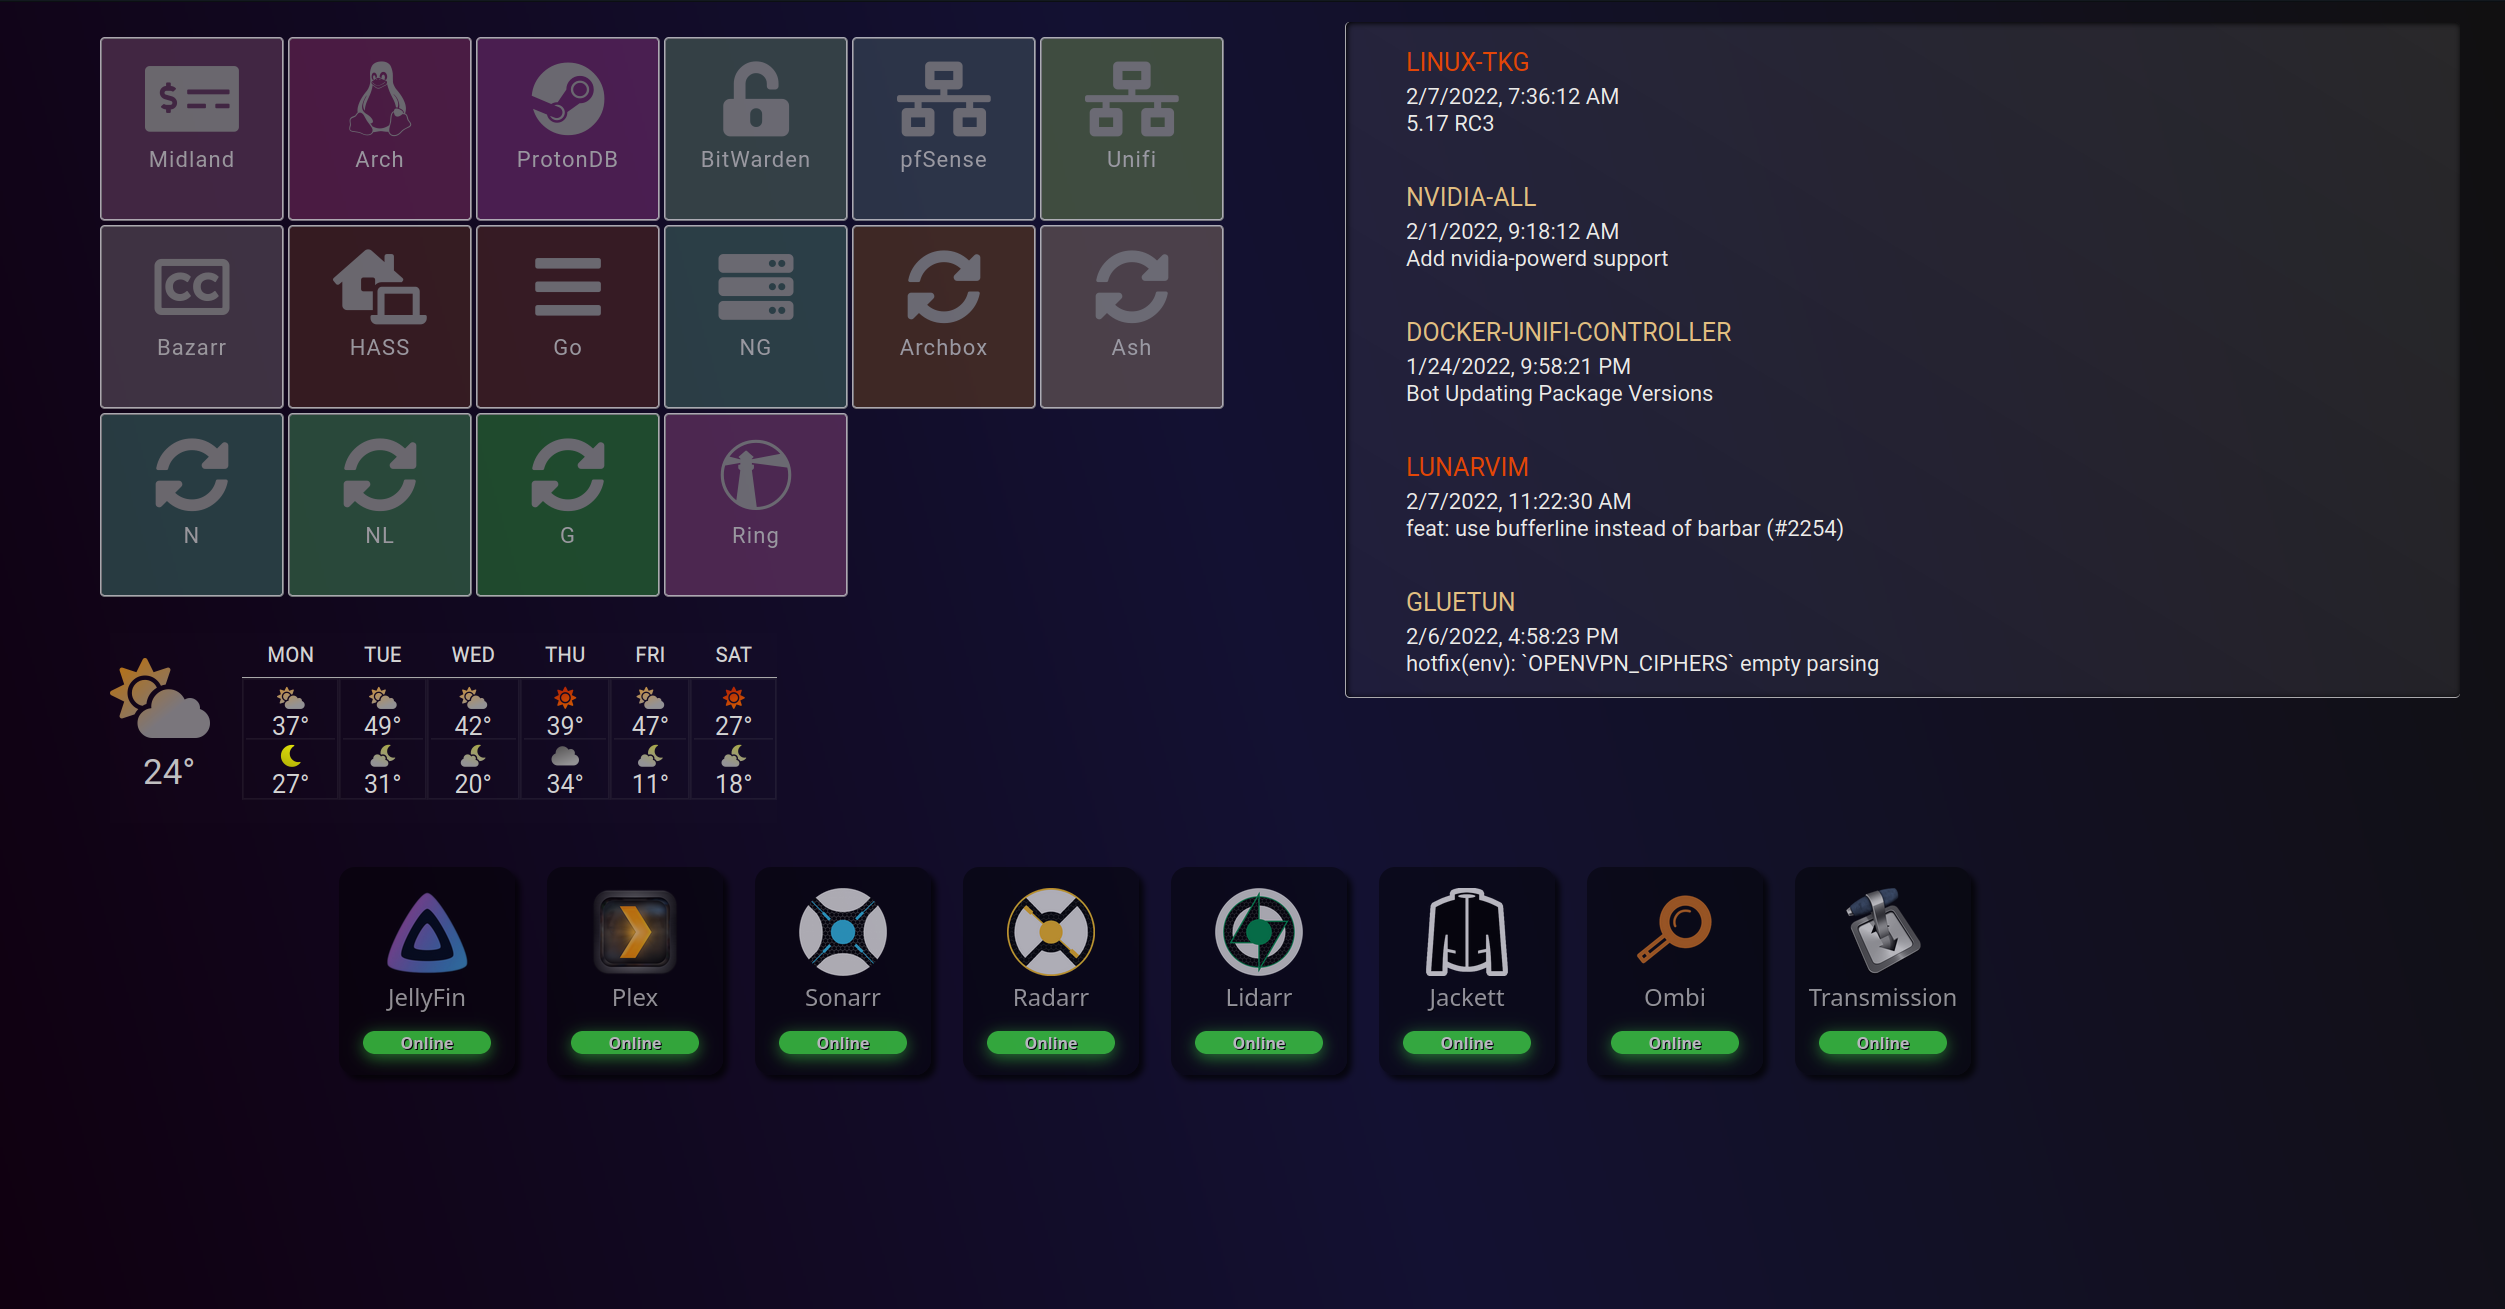 Midland Arch ProtonDB BitWarden pfSense Unifi
CC
Bazarr HASS Go NG Archbox Ash
N NL G Ring
LINUX-TKG
2/7/2022, 7:36:12 AM
5.17 RC3
NVIDIA-ALL
2/1/2022, 9:18:12 AM
Add nvidia-powerd support
DOCKER-UNIFI-CONTROLLER
1/24/2022, 9:58:21 PM
Bot Updating Package Versions
LUNARVIM
2/7/2022, 11:22:30 AM
feat: use bufferline instead of barbar (#2254)
GLUETUN
2/6/2022, 4:58:23 PM
hotfix(env): `OPENVPN_CIPHERS` empty parsing
24°
MON TUE WED THU FRI SAT
37° 49° 42° 39° 47° 27°
27° 31° 20° 34° 11° 18°
JellyFin Plex Sonarr Radarr Lidarr Jackett Ombi Transmission
Online Online Online Online Online Online Online Online